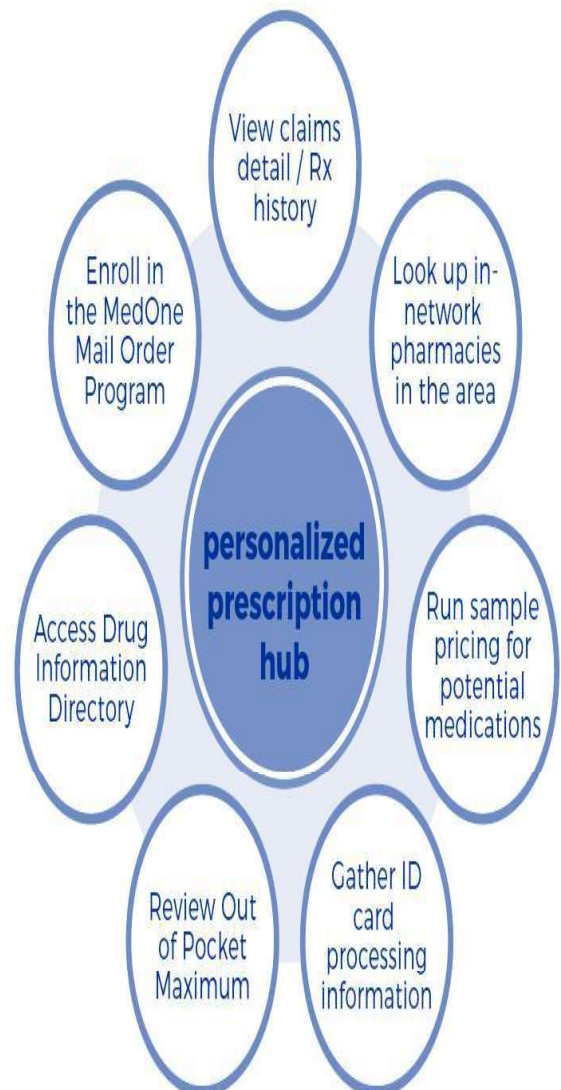 View claims
detail / Rx
history
Look up in-
network
pharmacies
in the area
Run sample
pricing for
potential
medications
Gather ID
card
processing
information
Review Out
of Pocket
Maximum
Access Drug
Information
Directory
Enroll in
the MedOne
Mail Order
Program
personalized
prescription
hub